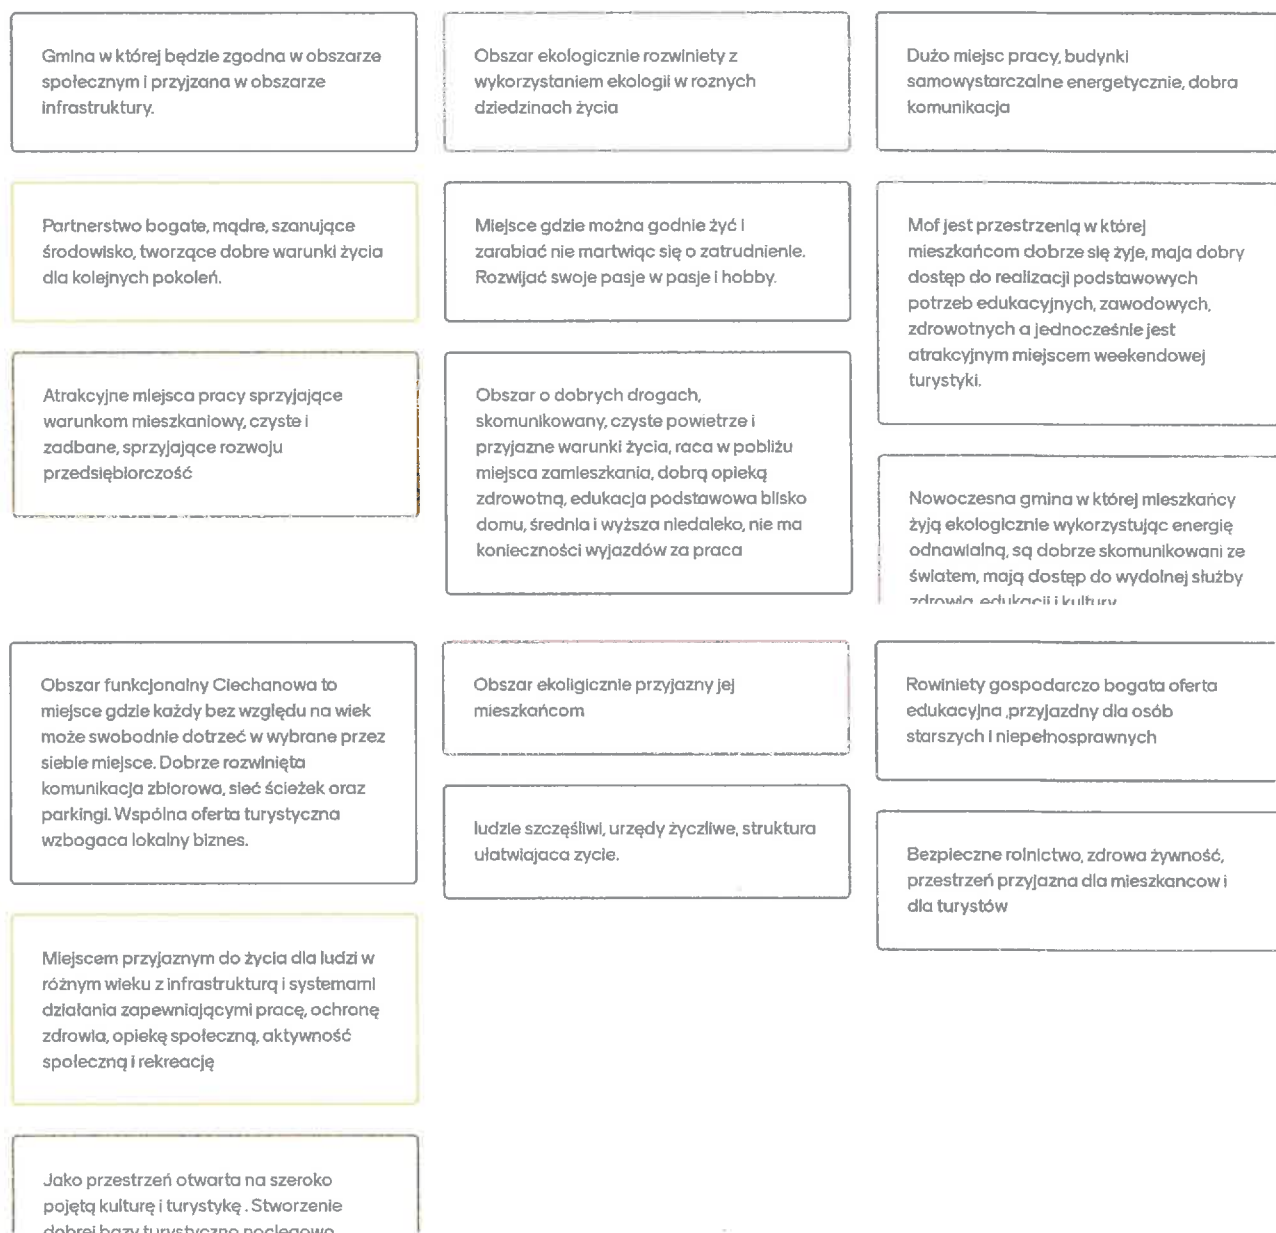 Gmina w której będzie zgodna w obszarze
społecznym i przyjzana w obszarze
infrastruktury.
Obszar ekologicznie rozwiniety z
wykorzystaniem ekologii w roznych
dziedzinach życia
Dużo miejsc pracy, budynki
samowystarczalne energetycznie, dobra
komunikacja
Partnerstwo bogate, mądre, szanujące
środowisko, tworzące dobre warunki życia
dla kolejnych pokoleń.
Miejsce gdzie można godnie żyć i
zarabiać nie martwiąc się o zatrudnienie.
Rozwijać swoje pasje w pasje i hobby.
Mof jest przestrzenią w której
mieszkańcom dobrze się żyje, maja dobry
dostęp do realizacji podstawowych
potrzeb edukacyjnych, zawodowych,
zdrowotnych a jednocześnie jest
atrakcyjnym miejscem weekendowej
turystyki.
Atrakcyjne miejsca pracy sprzyjające
warunkom mieszkaniowy, czyste i
zadbane, sprzyjające rozwoju
przedsiębiorczość
Obszar o dobrych drogach,
skomunikowany, czyste powietrze i
przyjazne warunki życia, raca w pobliżu
miejsca zamieszkania, dobrą opieką
zdrowotną, edukacja podstawowa blisko
domu, średnia i wyższa niedaleko, nie ma
konieczności wyjazdów za praca
Nowoczesna gmina w której mieszkańcy
żyją ekologicznie wykorzystując energię
odnawialną, są dobrze skomunikowani ze
światem, mają dostęp do wydolnej służby
zdrowia, edukacji i kultury
Obszar funkcjonalny Ciechanowa to
miejsce gdzie każdy bez względu na wiek
może swobodnie dotrzeć w wybrane przez
siebie miejsce. Dobrze rozwinięta
komunikacja zbiorowa, sieć ścieżek oraz
parkingi. Wspólna oferta turystyczna
wzbogaca lokalny biznes.
Obszar ekoligicznie przyjazny jej
mieszkańcom
Rowiniety gospodarczo bogata oferta
edukacyjna ,przyjazdny dla osób
starszych i niepełnosprawnych
ludzie szczęśliwi, urzędy życzliwe, struktura
ułatwiajaca zycie.
Bezpieczne rolnictwo, zdrowa żywność,
przestrzeń przyjazna dla mieszkancow i
dla turystów
Miejscem przyjaznym do życia dla ludzi w
różnym wieku z infrastrukturą i systemami
działania zapewniającymi pracę, ochronę
zdrowia, opiekę społeczną, aktywność
społeczną i rekreację
Jako przestrzeń otwarta na szeroko
pojętą kulturę i turystykę . Stworzenie
dobrej bazy turystyczno noclegowo